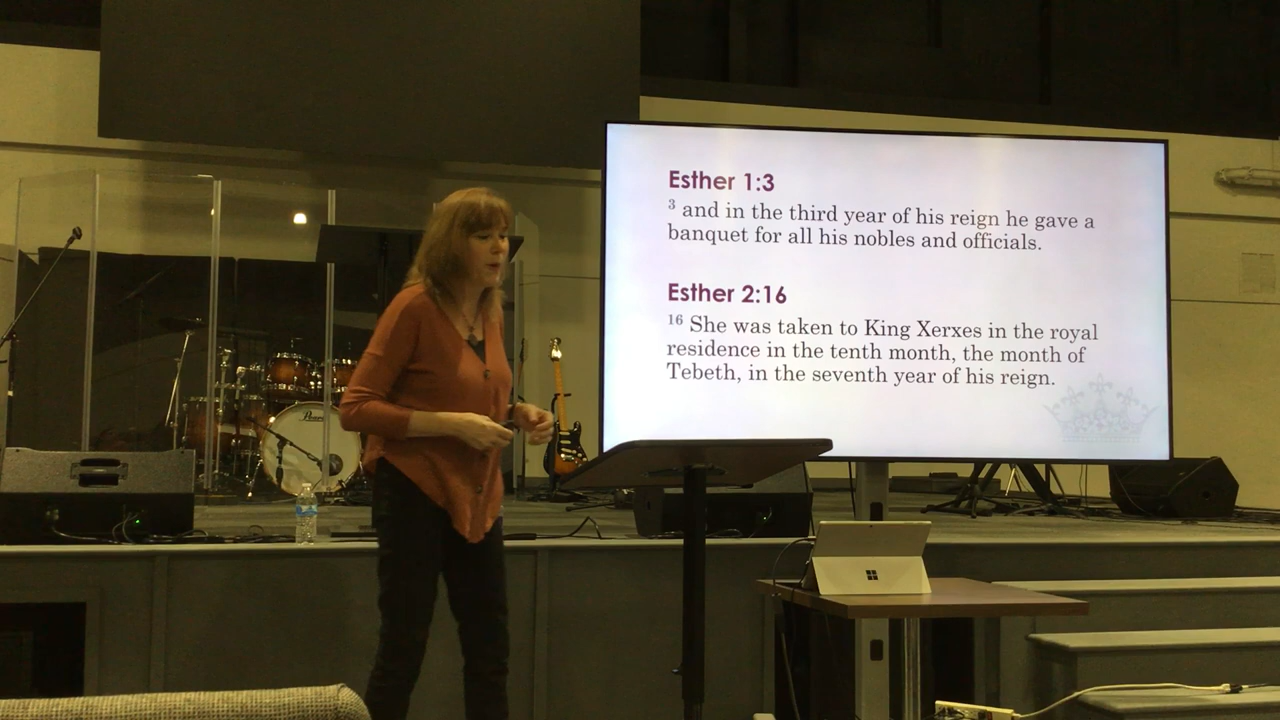 Esther 1:3
3 and in the third year of his reign he gave a
banquet for all his nobles and officials.
Esther 2:16
16 She was taken to King Xerxes in the royal
residence in the tenth month, the month of
Tebeth, in the seventh year of his reign.
Pearl